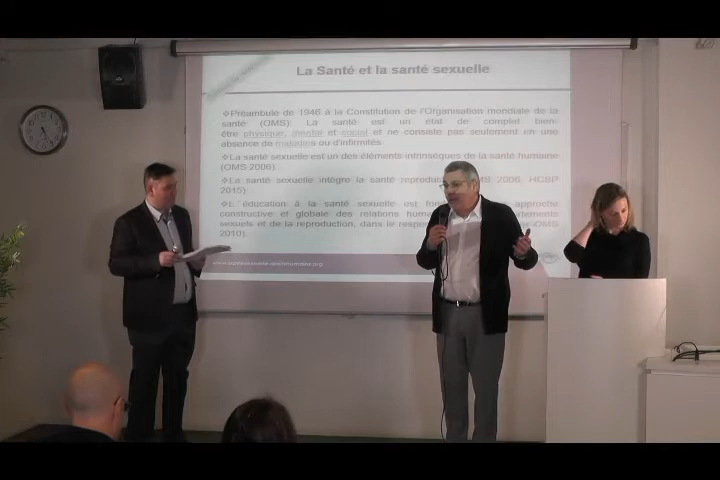 La Santé et la santé sexuelle
❖Préambule de 1946 à la Constitution de l'Organisation mondiale de la
santé (OMS): La santé est un état de complet bien-
être physique, mental et social et ne consiste pas seulement en une
absence de maladies ou d'infirmités
❖La santé sexuelle est un des éléments intrinsèques de la santé humaine
(OMS 2006)
❖La santé sexuelle intègre la santé 2006, HCSP
2015)
❖L'éducation à la santé sexuelle est approche
constructive et globale des relations
sexuels et de la reproduction, dans le (OMS
2010).